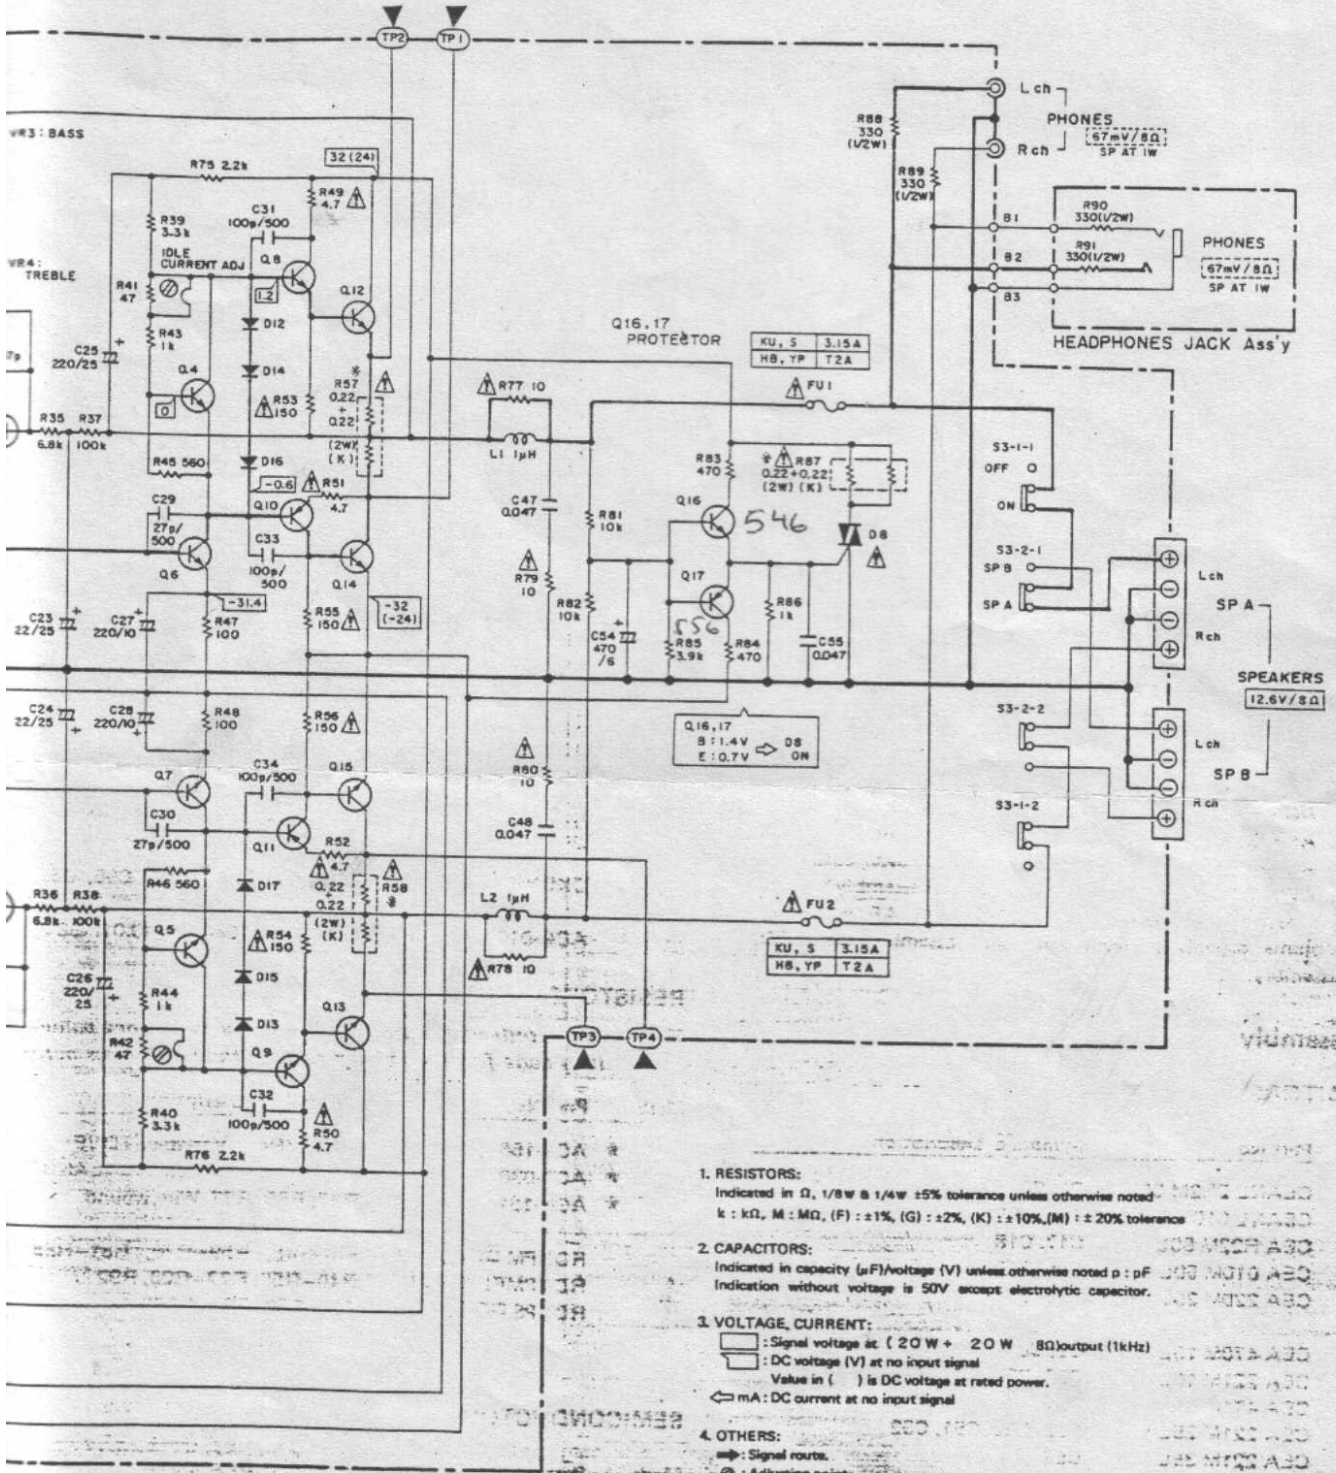 TP2
TP1
L ch
PHONES
67mV/8Ω
SP AT 1W
R ch
R88
330
(1/2W)
R89
330
(1/2W)
VR3 : BASS
R75 2.2k
32 (24)
R49
4.7
C31
100p/500
R39
3.3k
IDLE
CURRENT ADJ
Q8
VR4 :
TREBLE
R41
47
1.2
Q12
D12
R43
1k
C25
220/25
D14
Q4
R57
0.22
+
0.22
(2W)
(K)
R53
150
0
R35
6.8k
R37
100k
R45 560
D16
-0.6
R51
4.7
C29
27p/
500
Q10
C33
100p/
500
Q6
Q14
-31.4
-32
(-24)
C23
22/25
C27
220/10
R47
100
R55
150
C24
22/25
C28
220/10
R48
100
R56
150
Q7
C34
100p/500
Q15
C30
27p/500
Q11
R52
4.7
R46 560
D17
0.22
+
0.22
(2W)
(K)
R58
*
R36
6.8k
R38
100k
Q5
R54
150
C26
220/
25
D15
R44
1k
Q13
R42
47
D13
Q9
C32
100p/500
R40
3.3k
R50
4.7
R76 2.2k
Q16,17
PROTECTOR
KU, S 3.15A
HB, YP T2A
FU1
R77 10
L1 1µH
R83
470
* R87
0.22+0.22
(2W) (K)
C47
0.047
R81
10k
Q16
546
D8
R79
10
R82
10k
Q17
556
R86
1k
C54
470
/6
R85
3.9k
R84
470
C55
0.047
Q16,17
B : 1.4V
E : 0.7V
⇨ D8
ON
R80
10
C48
0.047
L2 1µH
R78 10
FU2
KU, S 3.15A
HB, YP T2A
TP3
TP4
B1
B2
B3
R90
330(1/2W)
R91
330(1/2W)
PHONES
67mV/8Ω
SP AT 1W
HEADPHONES JACK Ass'y
S3-1-1
OFF
ON
S3-2-1
SP B
SP A
S3-2-2
S3-1-2
L ch
SP A
R ch
SPEAKERS
12.6V/8Ω
L ch
SP B
R ch
1. RESISTORS:
Indicated in Ω, 1/8W & 1/4W ±5% tolerance unless otherwise noted
k : kΩ, M : MΩ, (F) : ±1%, (G) : ±2%, (K) : ±10%, (M) : ± 20% tolerance
2. CAPACITORS:
Indicated in capacity (µF)/voltage (V) unless otherwise noted p : pF
Indication without voltage is 50V except electrolytic capacitor.
3. VOLTAGE, CURRENT:
: Signal voltage at ( 20 W + 20 W 8Ω)output (1kHz)
: DC voltage (V) at no input signal
Value in ( ) is DC voltage at rated power.
⇦ mA : DC current at no input signal
4. OTHERS:
➡ : Signal route.
: Adjusting point.